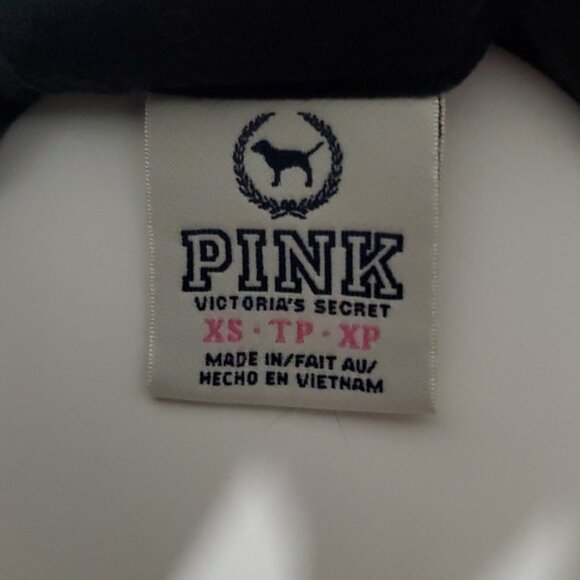 PINK
VICTORIA'S SECRET
XS · TP · XP
MADE IN/FAIT AU/
HECHO EN VIETNAM